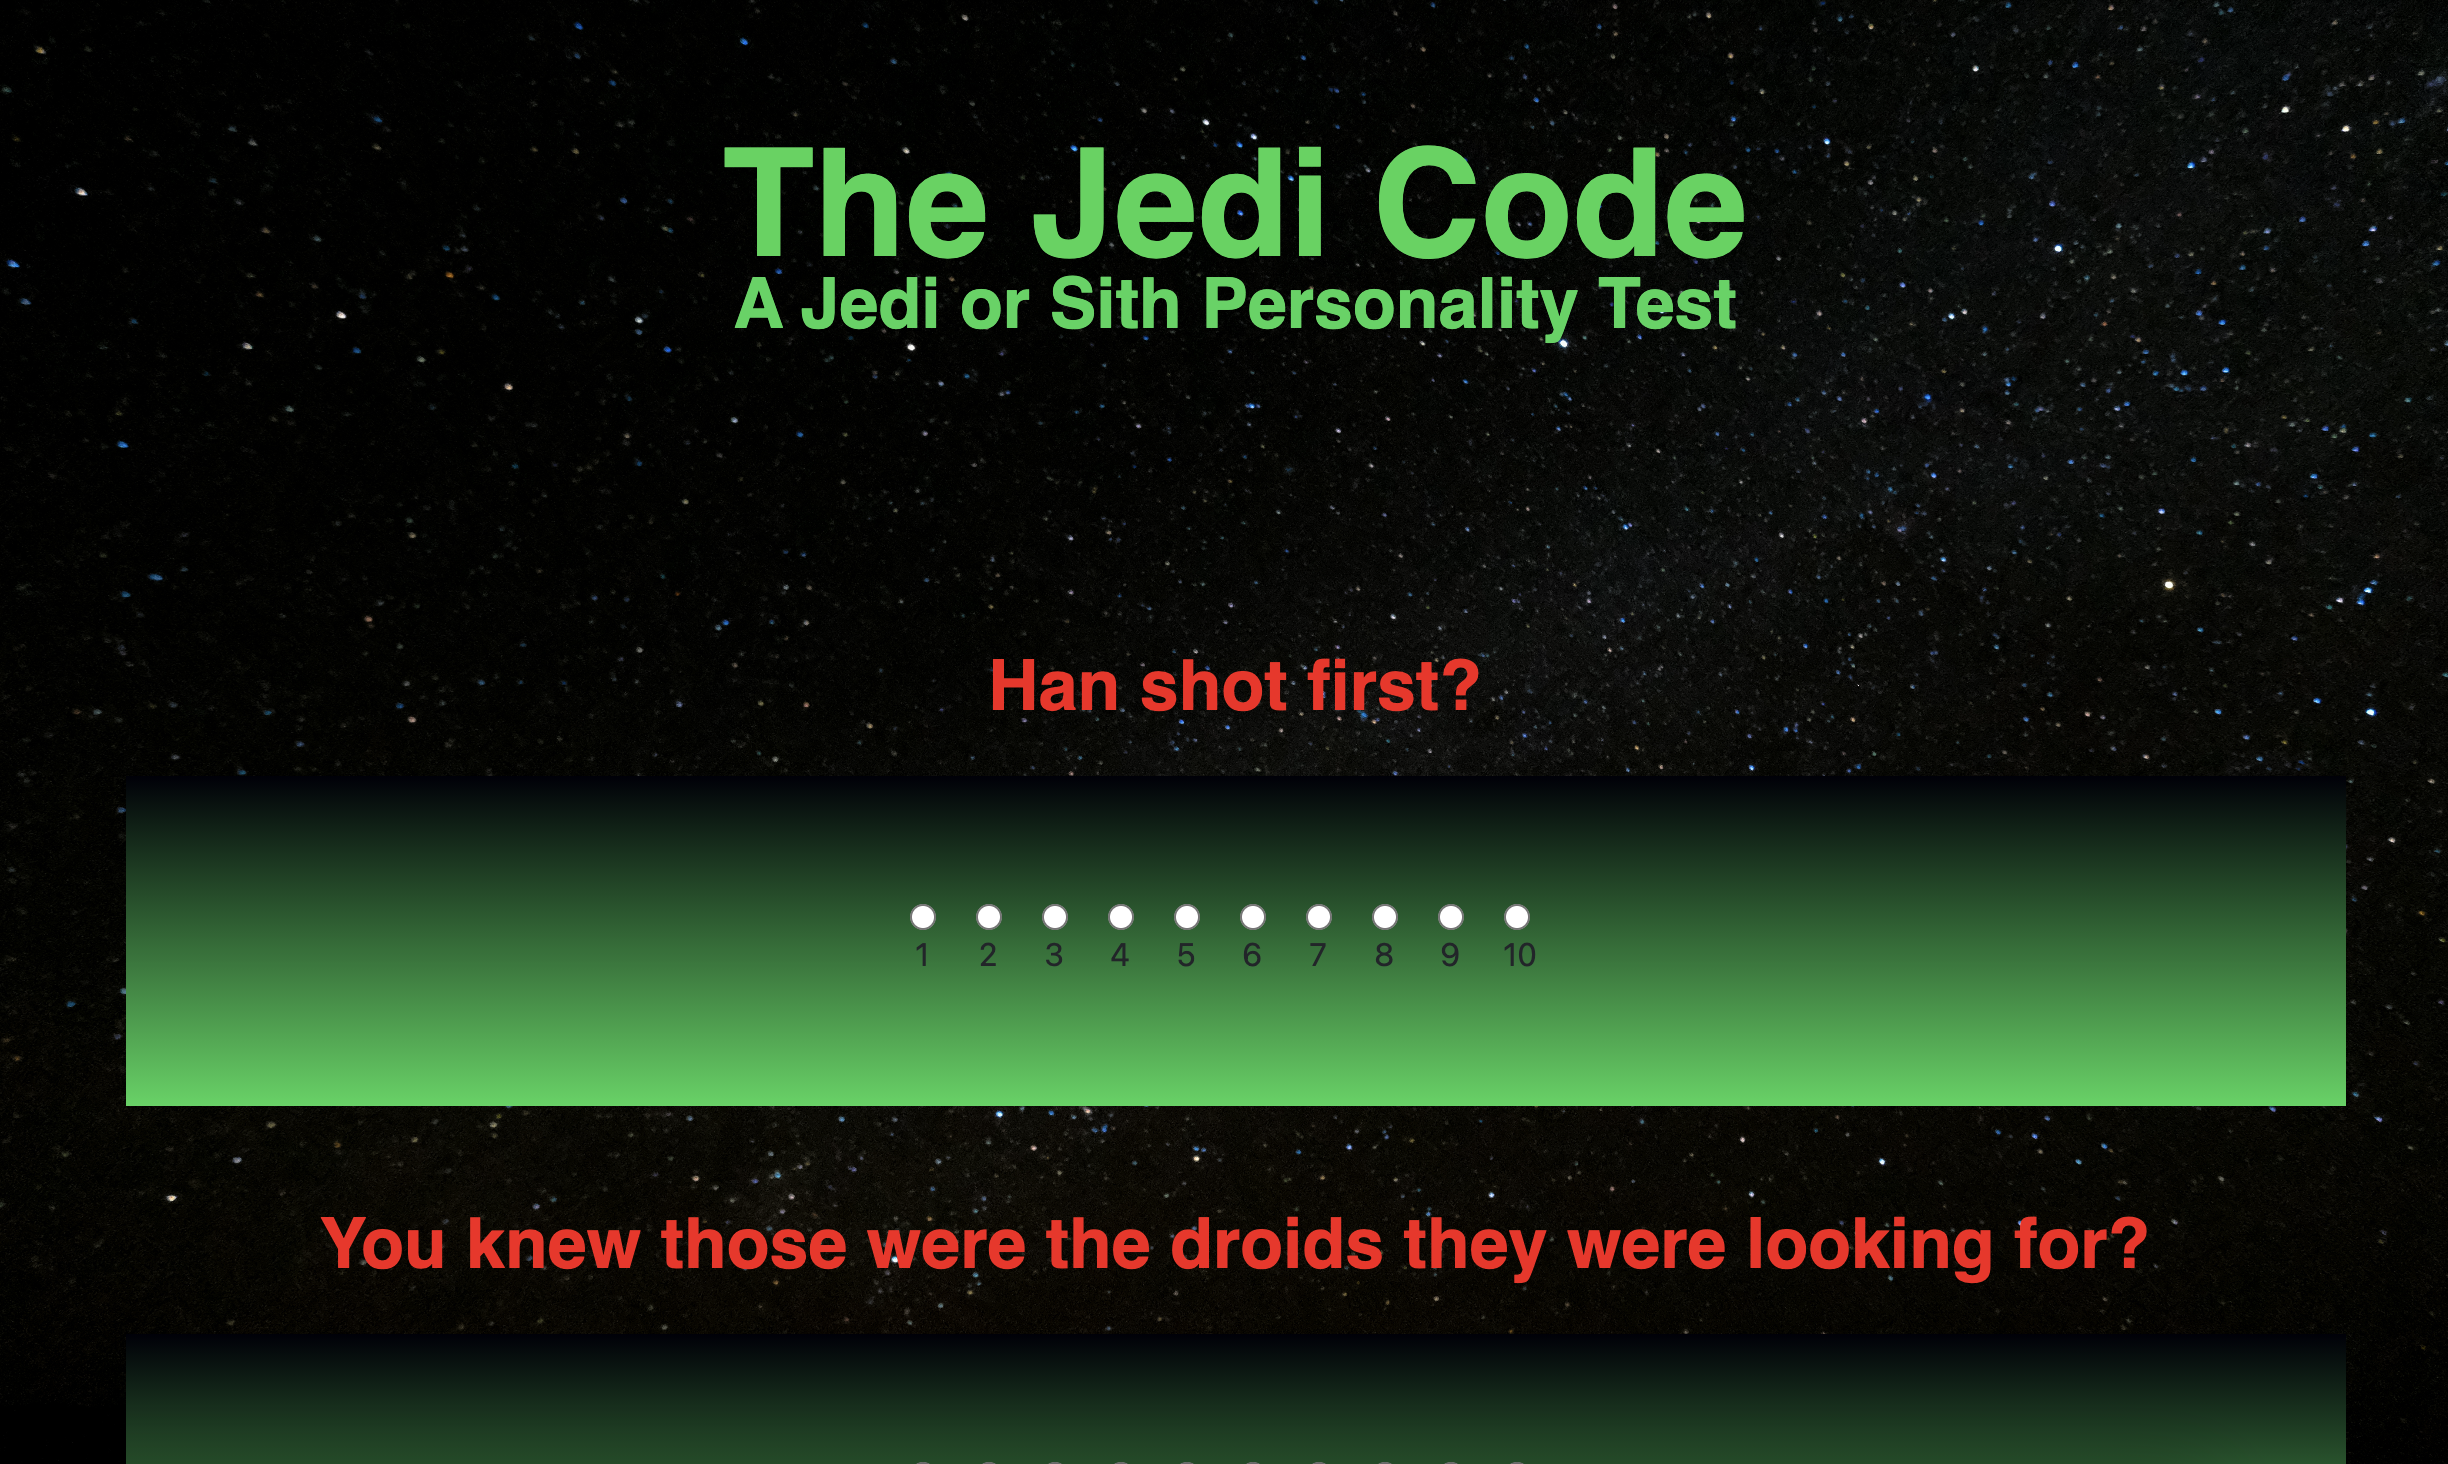 The Jedi Code
A Jedi or Sith Personality Test
Han shot first?
1 2 3 4 5 6 7 8 9 10
You knew those were the droids they were looking for?